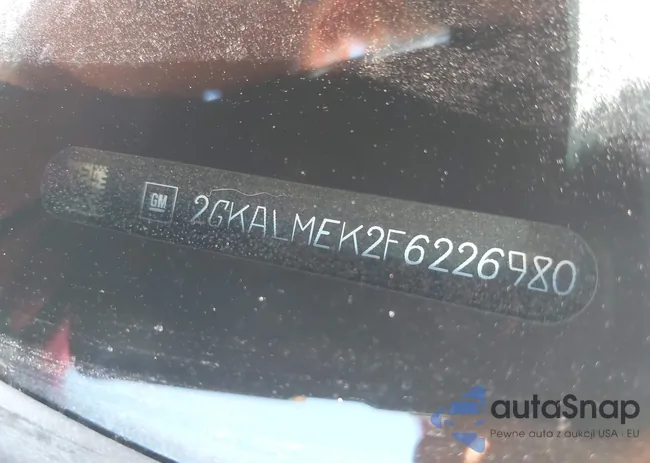 GM 2GKALMEK2F6226980
autaSnap
Pewne auta z aukcji USA i EU